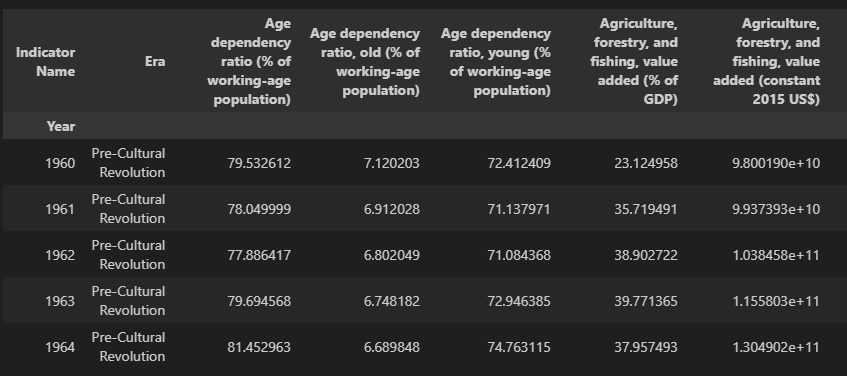 Indicator Name Era Age dependency ratio (% of working-age population) Age dependency ratio, old (% of working-age population) Age dependency ratio, young (% of working-age population) Agriculture, forestry, and fishing, value added (% of GDP) Agriculture, forestry, and fishing, value added (constant 2015 US$)
Year
1960 Pre-Cultural Revolution 79.532612 7.120203 72.412409 23.124958 9.800190e+10
1961 Pre-Cultural Revolution 78.049999 6.912028 71.137971 35.719491 9.937393e+10
1962 Pre-Cultural Revolution 77.886417 6.802049 71.084368 38.902722 1.038458e+11
1963 Pre-Cultural Revolution 79.694568 6.748182 72.946385 39.771365 1.155803e+11
1964 Pre-Cultural Revolution 81.452963 6.689848 74.763115 37.957493 1.304902e+11